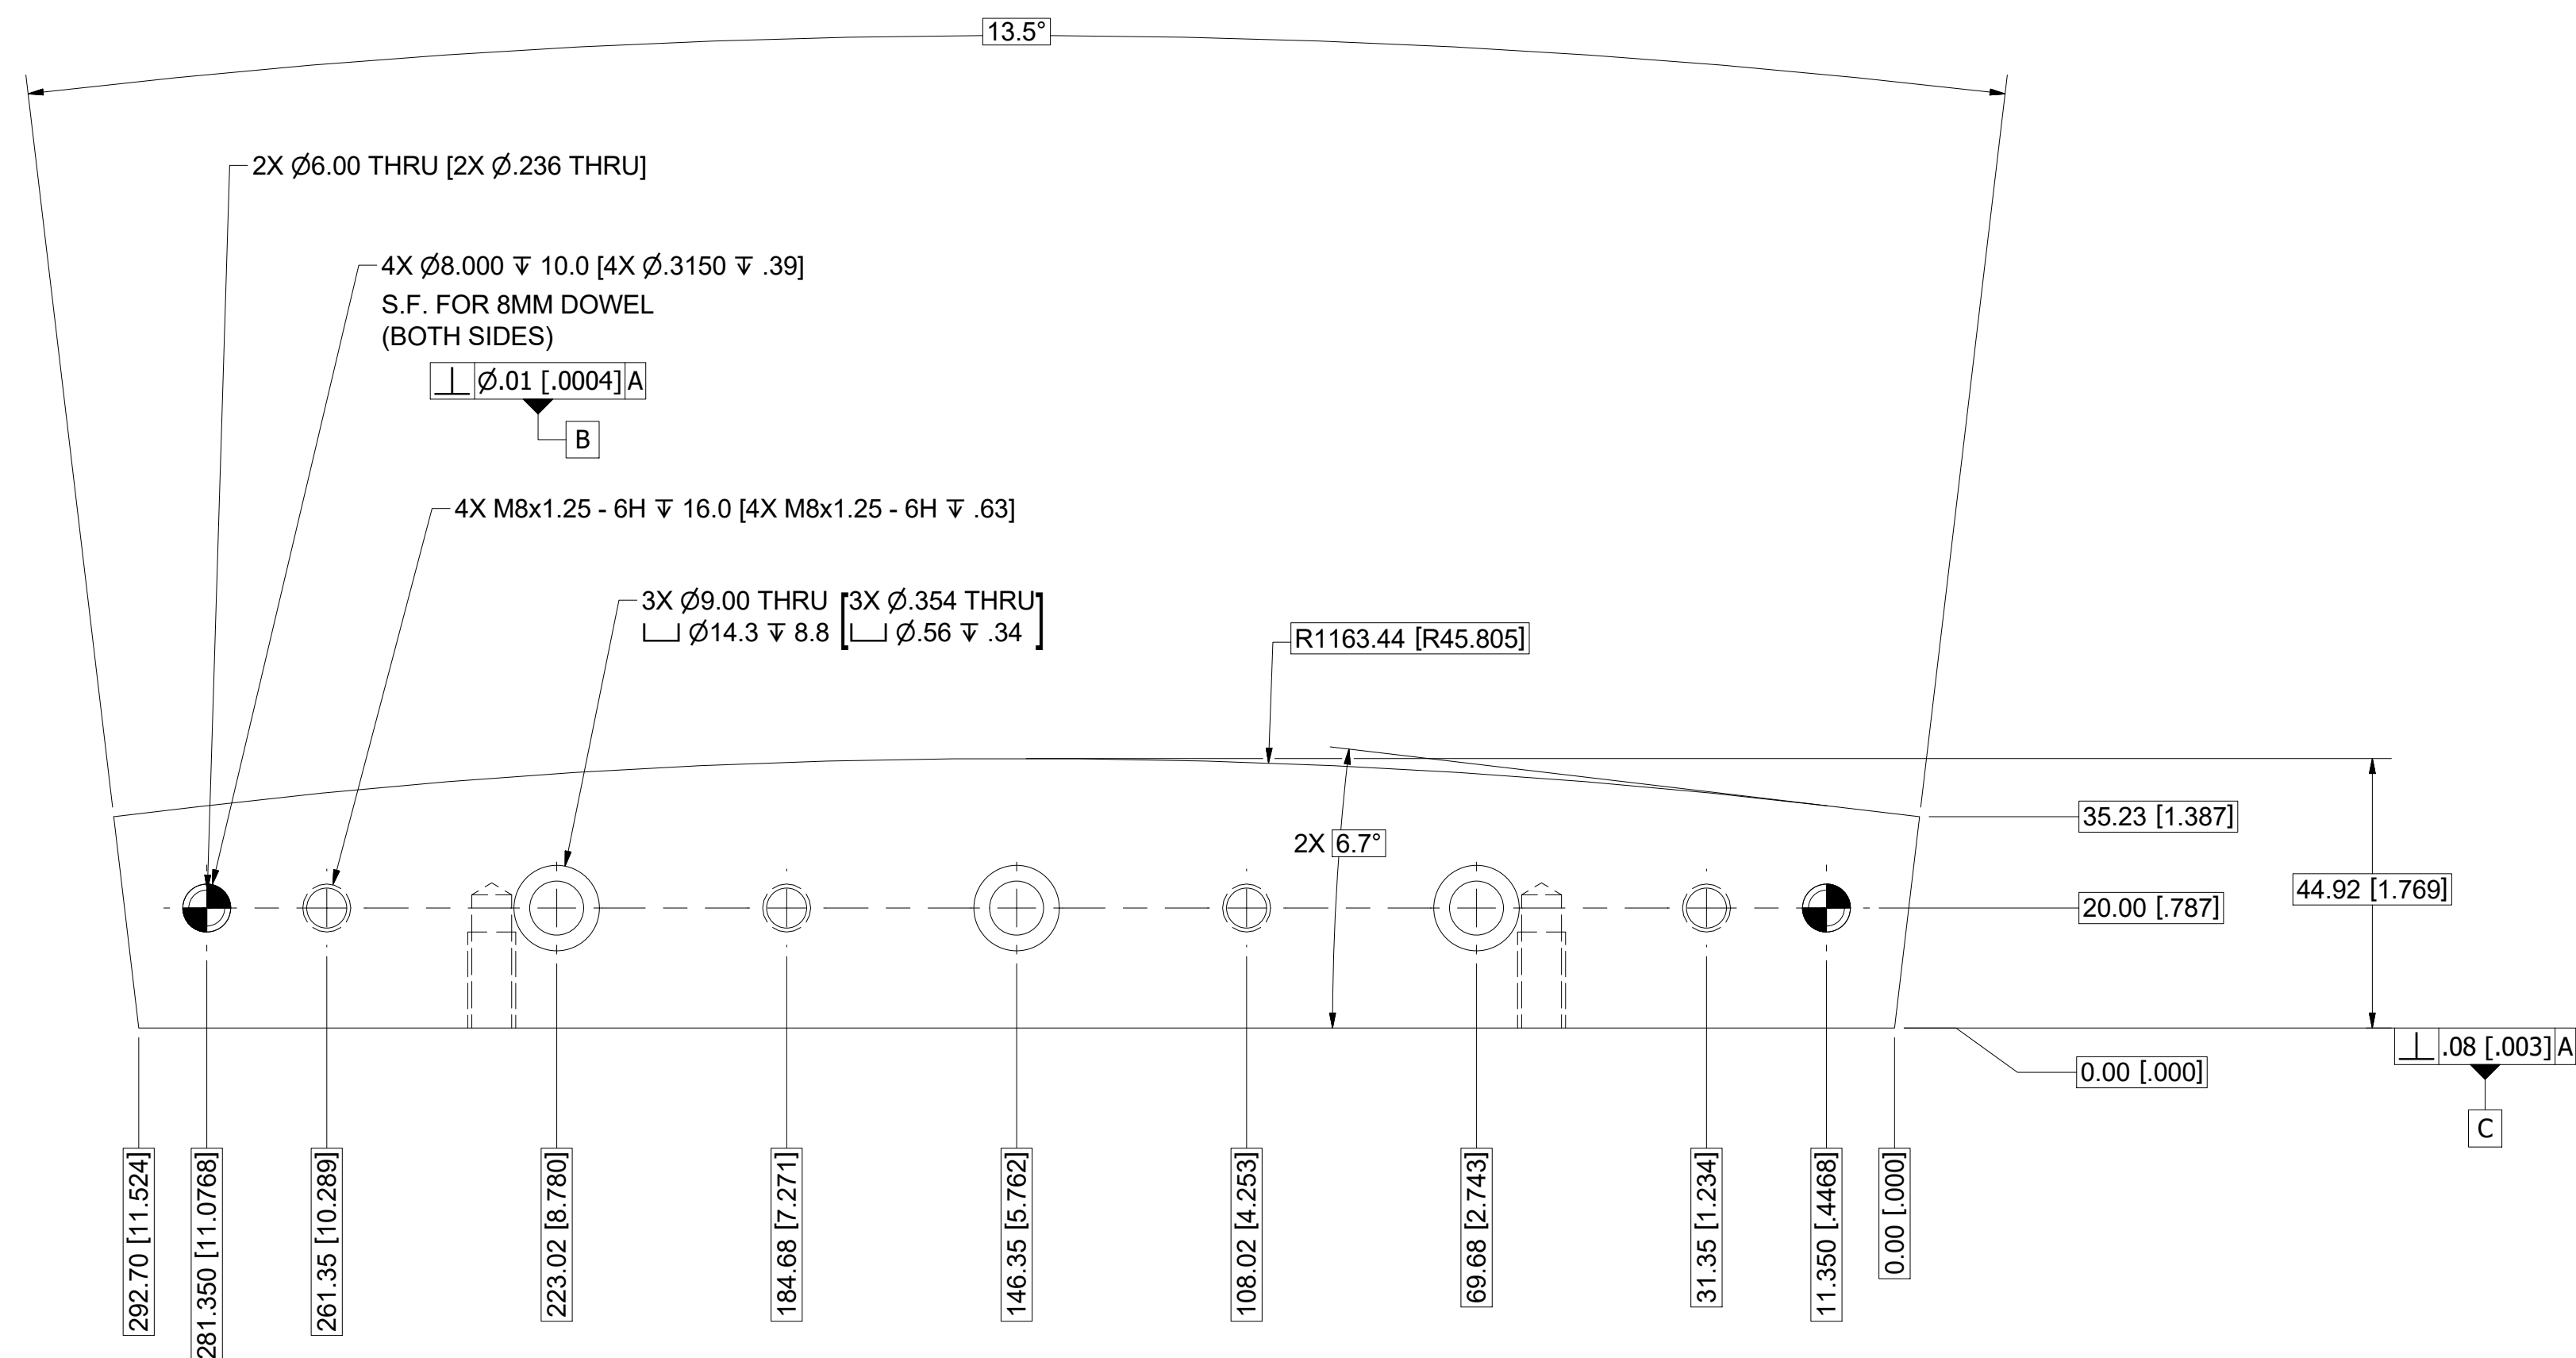 13.5°
2X Ø6.00 THRU [2X Ø.236 THRU]
4X Ø8.000 ↧ 10.0 [4X Ø.3150 ↧ .39]
S.F. FOR 8MM DOWEL
(BOTH SIDES)
⊥ Ø.01 [.0004] A
B
4X M8x1.25 - 6H ↧ 16.0 [4X M8x1.25 - 6H ↧ .63]
3X Ø9.00 THRU [3X Ø.354 THRU
⌴ Ø14.3 ↧ 8.8 ⌴ Ø.56 ↧ .34]
R1163.44 [R45.805]
2X 6.7°
35.23 [1.387]
44.92 [1.769]
20.00 [.787]
0.00 [.000]
⊥ .08 [.003] A
C
292.70 [11.524]
281.350 [11.0768]
261.35 [10.289]
223.02 [8.780]
184.68 [7.271]
146.35 [5.762]
108.02 [4.253]
69.68 [2.743]
31.35 [1.234]
11.350 [.4468]
0.00 [.000]